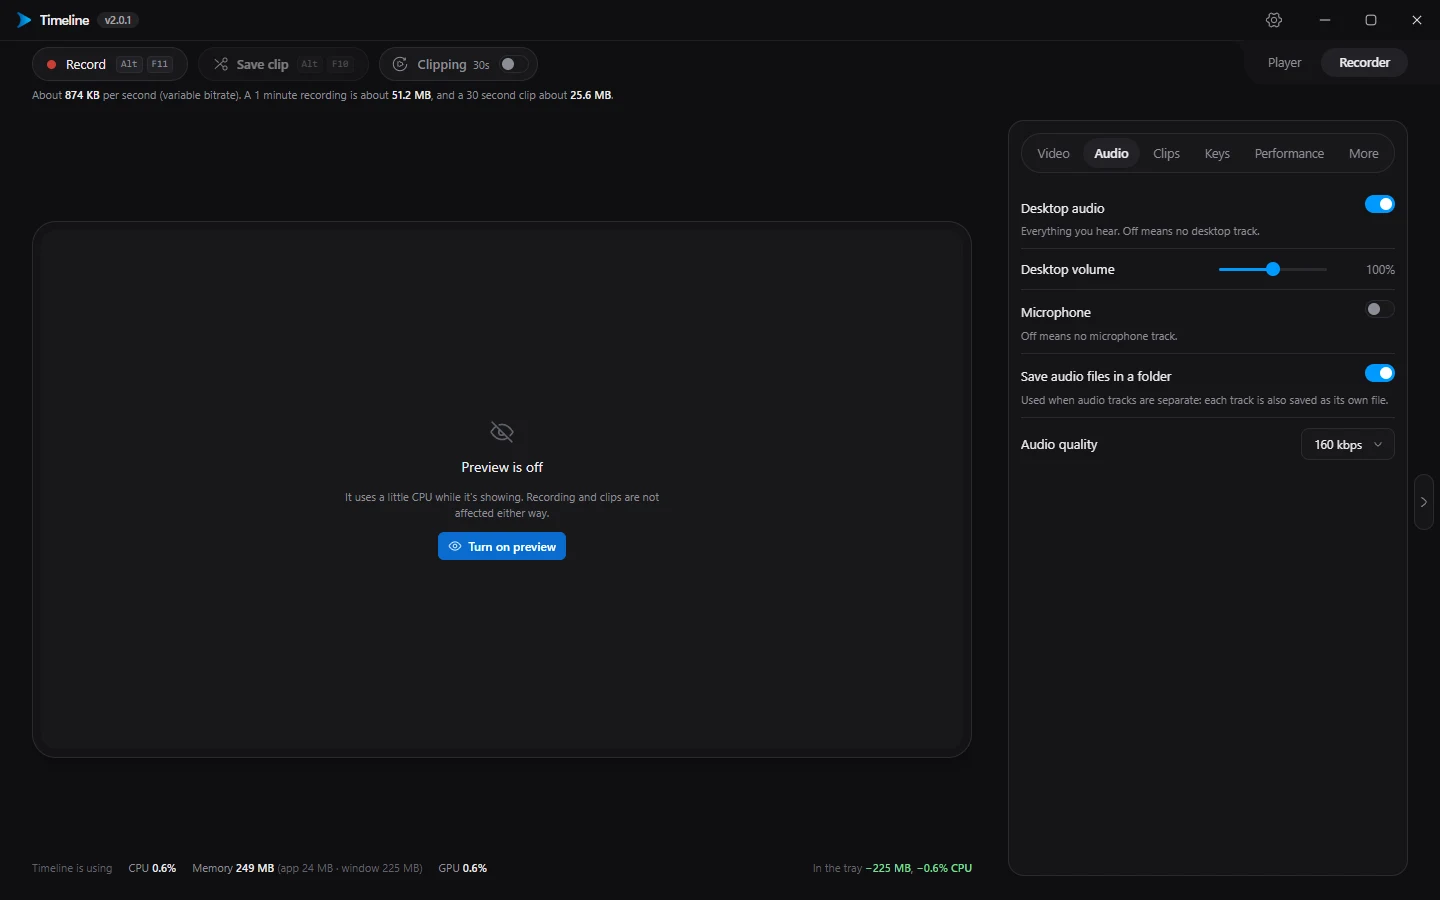 Timeline v2.0.1
Record Alt F11 Save clip Alt F10 Clipping 30s Player Recorder
About 874 KB per second (variable bitrate). A 1 minute recording is about 51.2 MB, and a 30 second clip about 25.6 MB.
Video Audio Clips Keys Performance More
Desktop audio
Everything you hear. Off means no desktop track.
Desktop volume 100%
Microphone
Off means no microphone track.
Save audio files in a folder
Used when audio tracks are separate: each track is also saved as its own file.
Audio quality 160 kbps
Preview is off
It uses a little CPU while it's showing. Recording and clips are not
affected either way.
Turn on preview
Timeline is using CPU 0.6% Memory 249 MB (app 24 MB · window 225 MB) GPU 0.6% In the tray −225 MB, −0.6% CPU